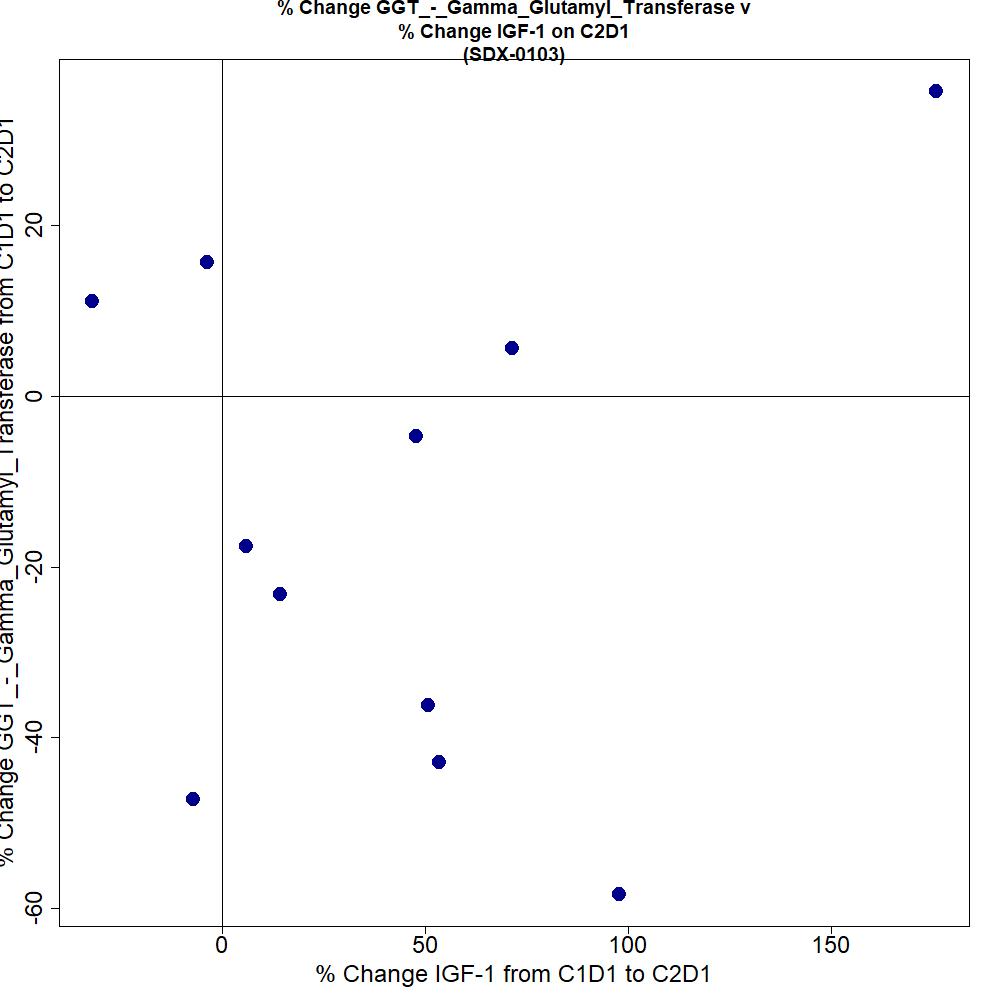 % Change GGT_-_Gamma_Glutamyl_Transferase v
% Change IGF-1 on C2D1
(SDX-0103)
% Change GGT_-_Gamma_Glutamyl_Transferase from C1D1 to C2D1
20
0
-20
-40
-60
0 50 100 150
% Change IGF-1 from C1D1 to C2D1